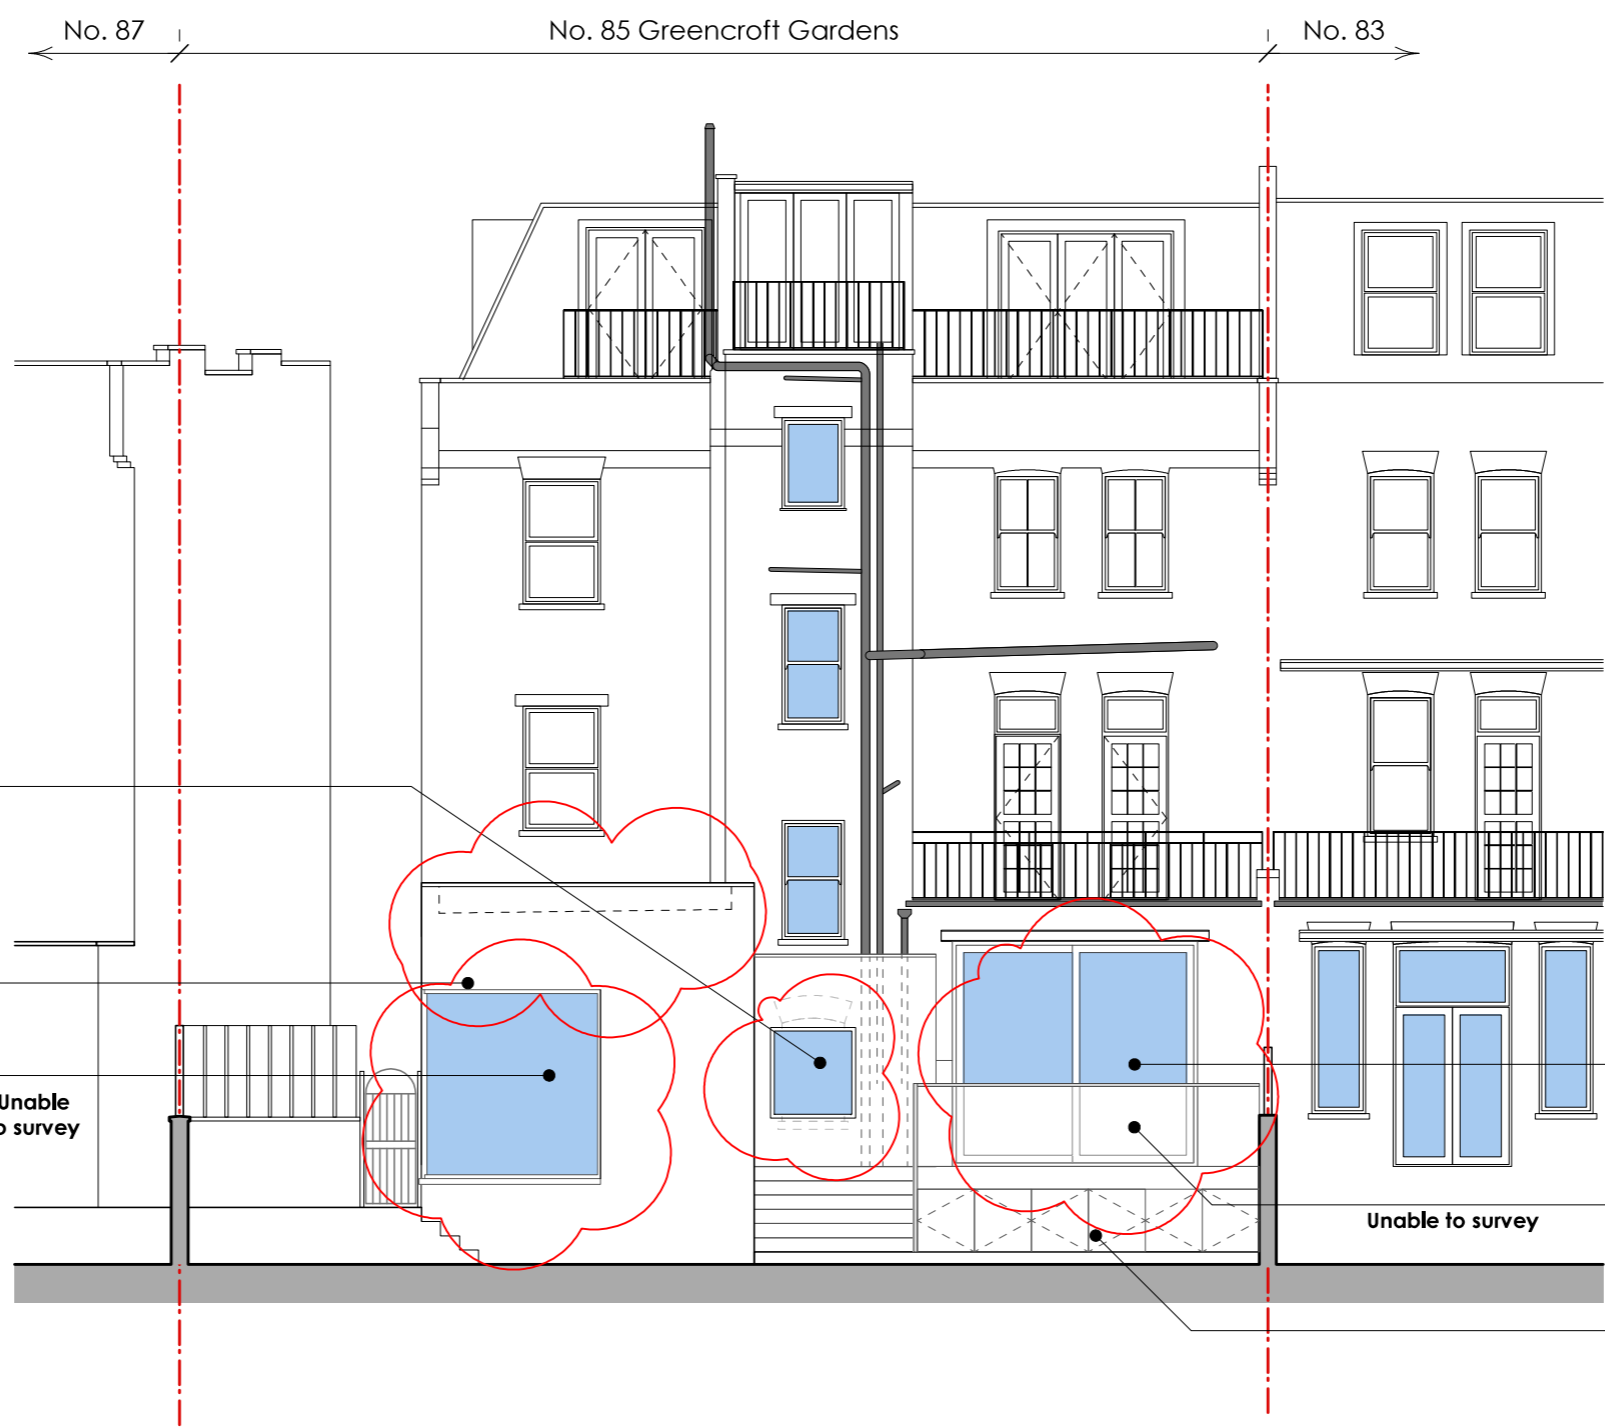 No. 87
No. 85 Greencroft Gardens
No. 83
Unable
o survey
Unable to survey